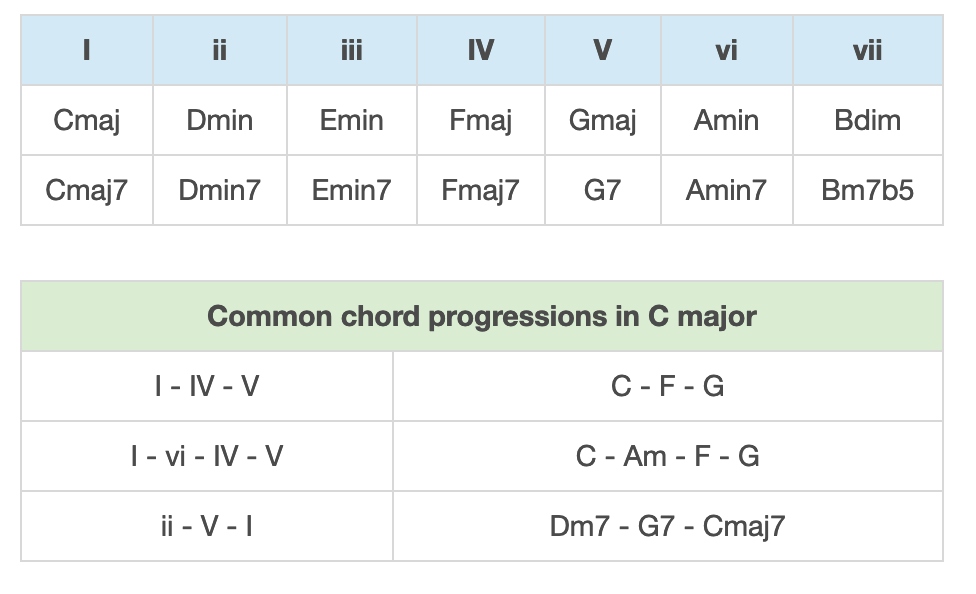 I ii iii IV V vi vii
Cmaj Dmin Emin Fmaj Gmaj Amin Bdim
Cmaj7 Dmin7 Emin7 Fmaj7 G7 Amin7 Bm7b5
Common chord progressions in C major
I - IV - V C - F - G
I - vi - IV - V C - Am - F - G
ii - V - I Dm7 - G7 - Cmaj7